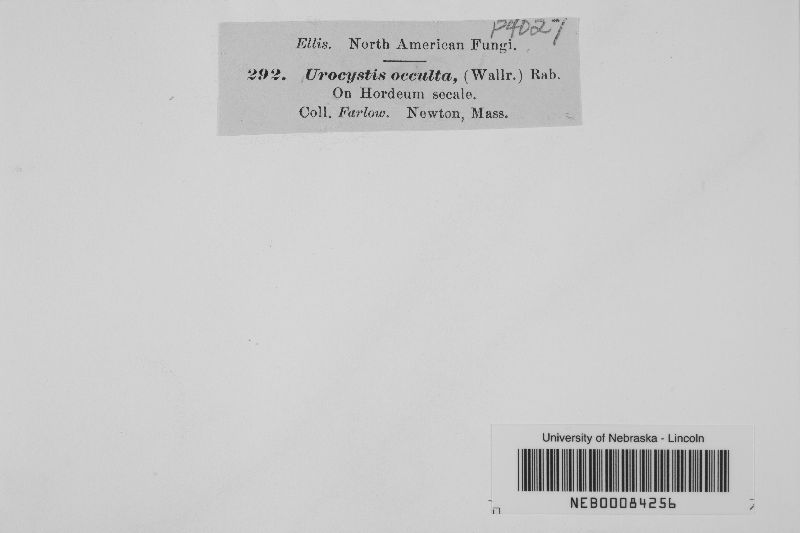 P40271
Ellis. North American Fungi.
292. Urocystis occulta, (Wallr.) Rab.
On Hordeum secale.
Coll. Farlow. Newton, Mass.
University of Nebraska - Lincoln
NEB00084256